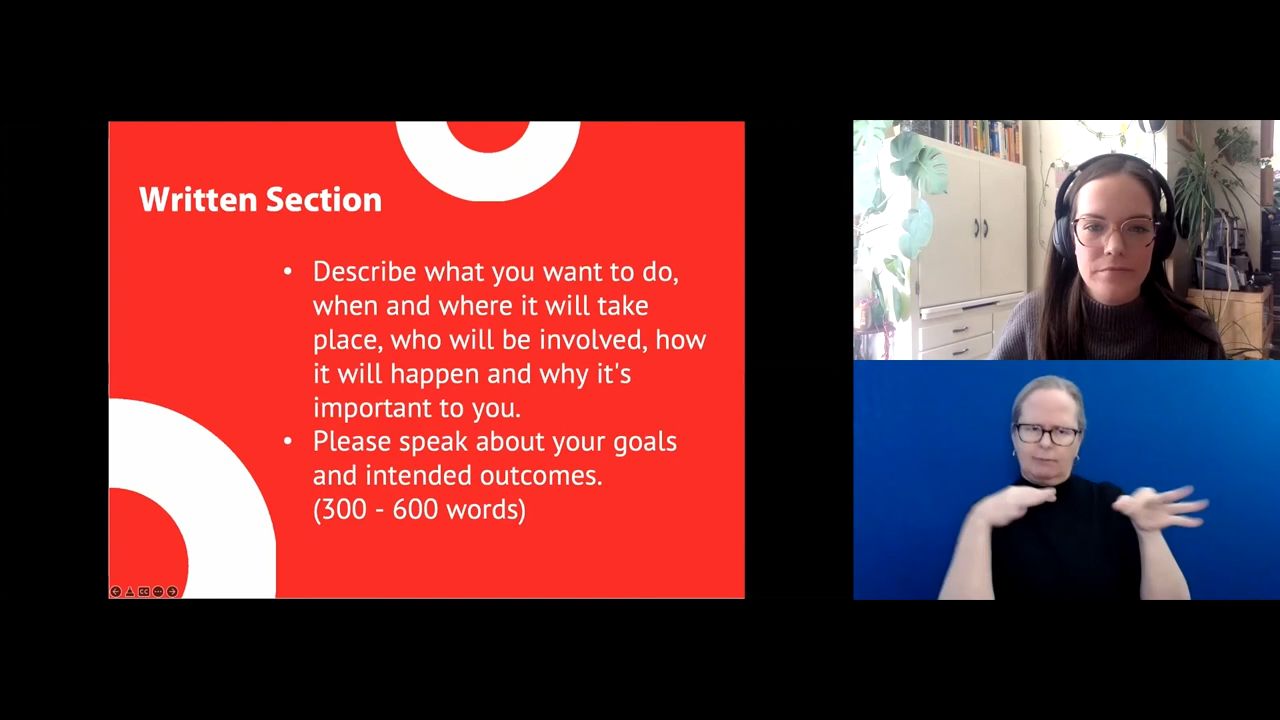 Written Section
• Describe what you want to do,
when and where it will take
place, who will be involved, how
it will happen and why it's
important to you.
• Please speak about your goals
and intended outcomes.
(300 - 600 words)